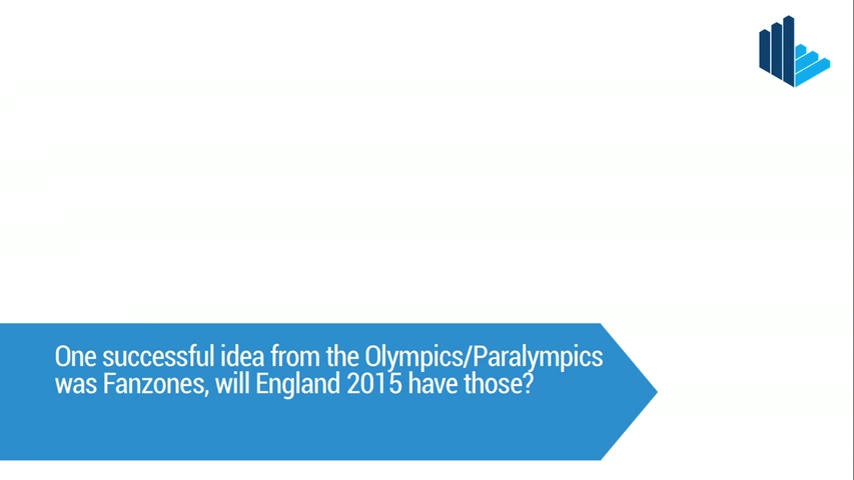 One successful idea from the Olympics/Paralympics
was Fanzones, will England 2015 have those?